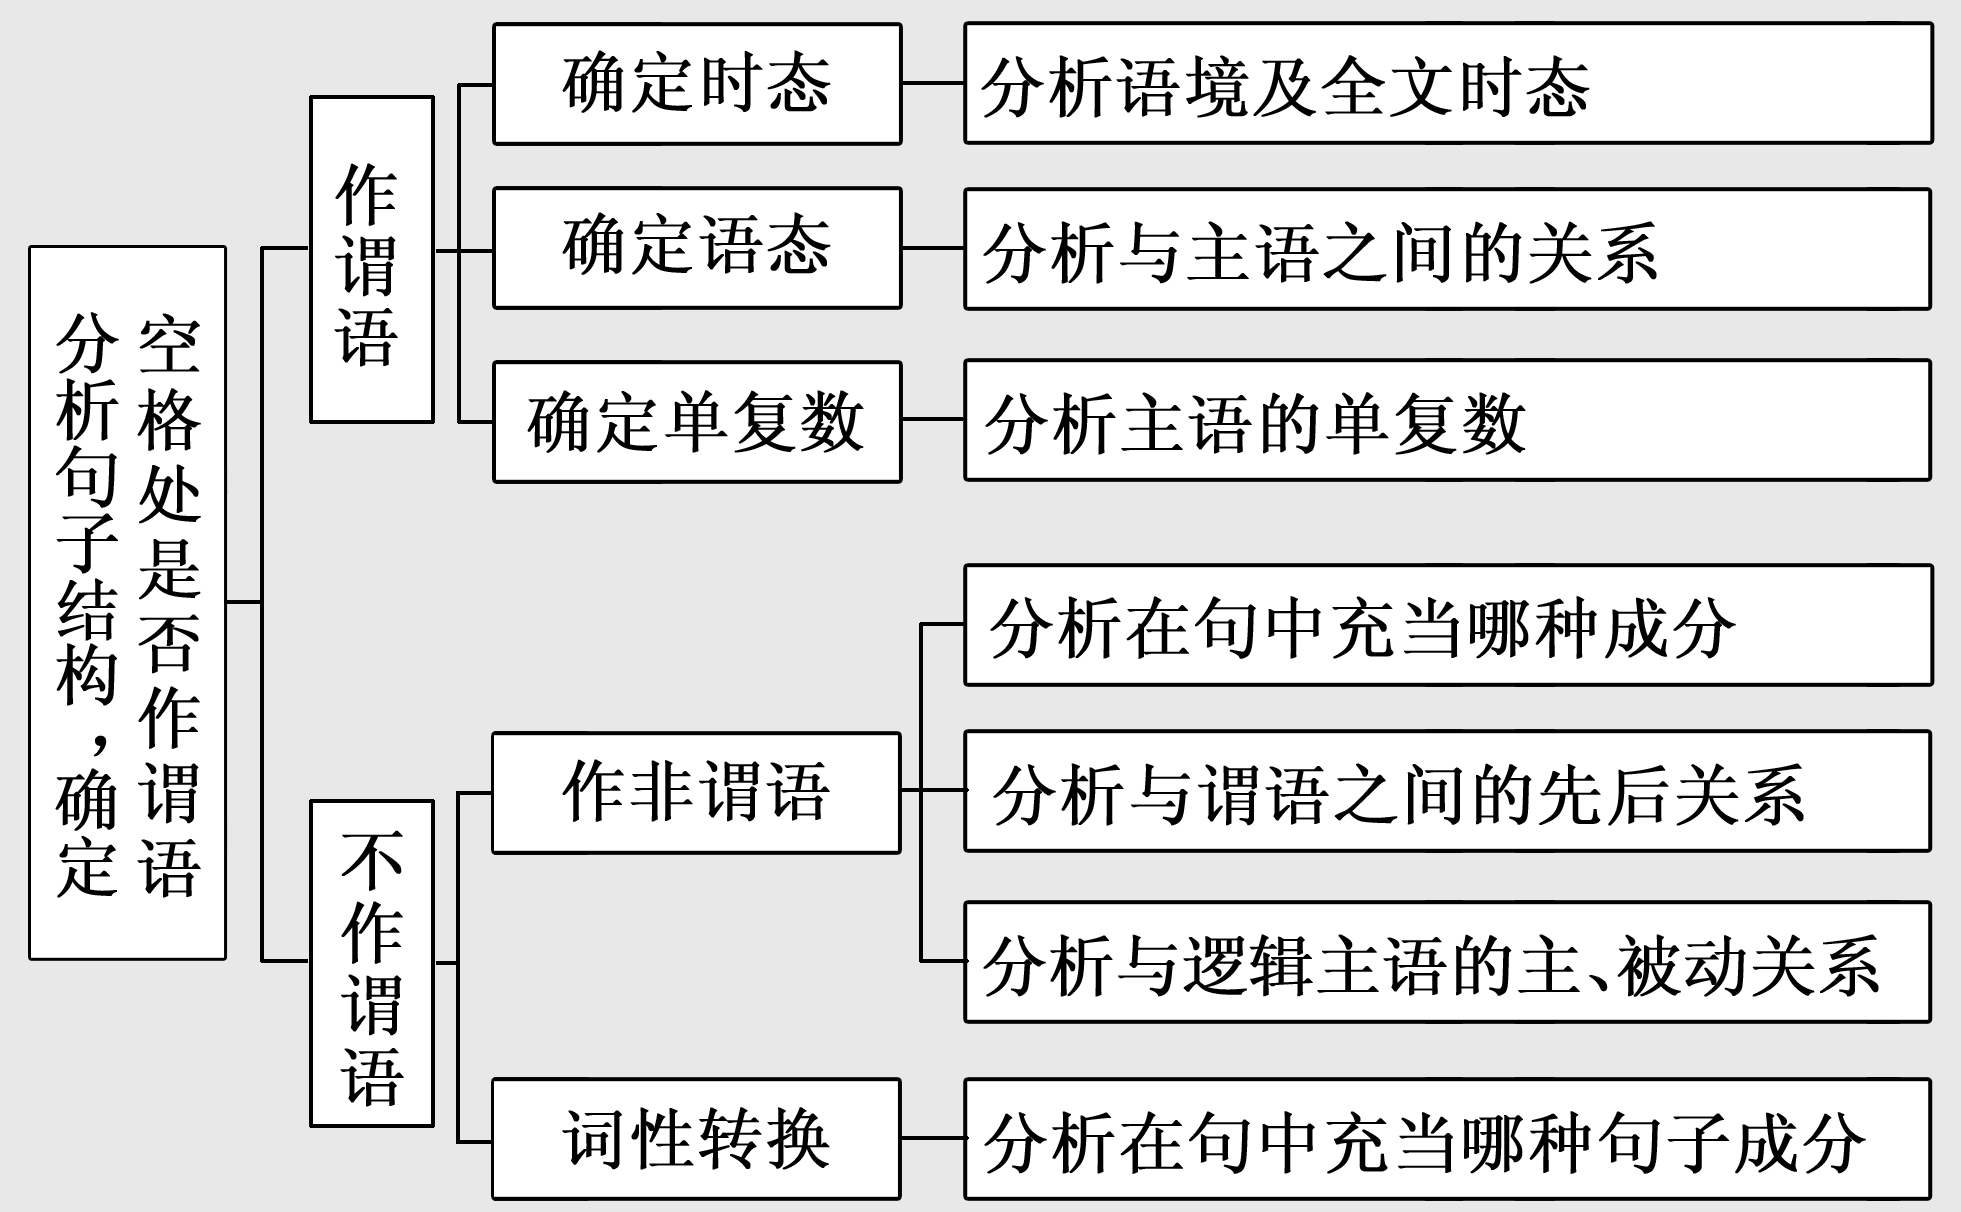 分析句子结构，确定
空格处是否作谓语
作谓语
确定时态
分析语境及全文时态
确定语态
分析与主语之间的关系
确定单复数
分析主语的单复数
不作谓语
作非谓语
分析在句中充当哪种成分
分析与谓语之间的先后关系
分析与逻辑主语的主、被动关系
词性转换
分析在句中充当哪种句子成分